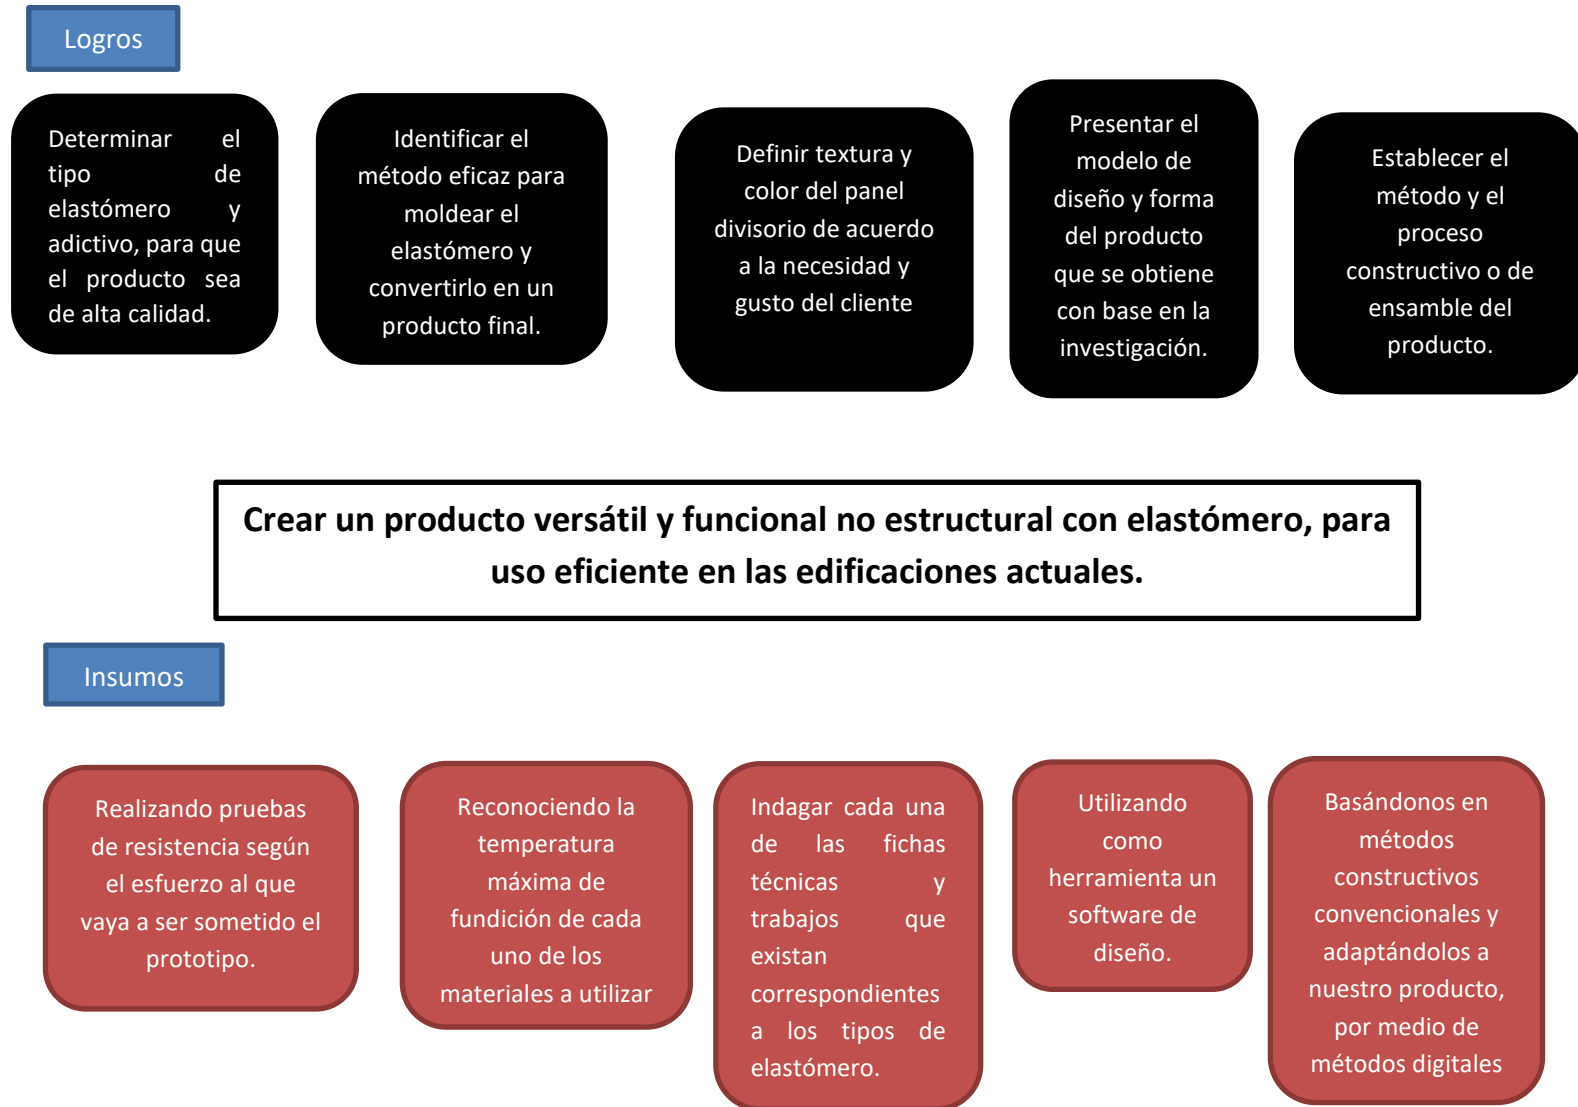 Logros
Determinar el
tipo de
elastómero y
adictivo, para que
el producto sea
de alta calidad.
Identificar el
método eficaz para
moldear el
elastómero y
convertirlo en un
producto final.
Definir textura y
color del panel
divisorio de acuerdo
a la necesidad y
gusto del cliente
Presentar el
modelo de
diseño y forma
del producto
que se obtiene
con base en la
investigación.
Establecer el
método y el
proceso
constructivo o de
ensamble del
producto.
Crear un producto versátil y funcional no estructural con elastómero, para
uso eficiente en las edificaciones actuales.
Insumos
Realizando pruebas
de resistencia según
el esfuerzo al que
vaya a ser sometido el
prototipo.
Reconociendo la
temperatura
máxima de
fundición de cada
uno de los
materiales a utilizar
Indagar cada una
de las fichas
técnicas y
trabajos que
existan
correspondientes
a los tipos de
elastómero.
Utilizando
como
herramienta un
software de
diseño.
Basándonos en
métodos
constructivos
convencionales y
adaptándolos a
nuestro producto,
por medio de
métodos digitales